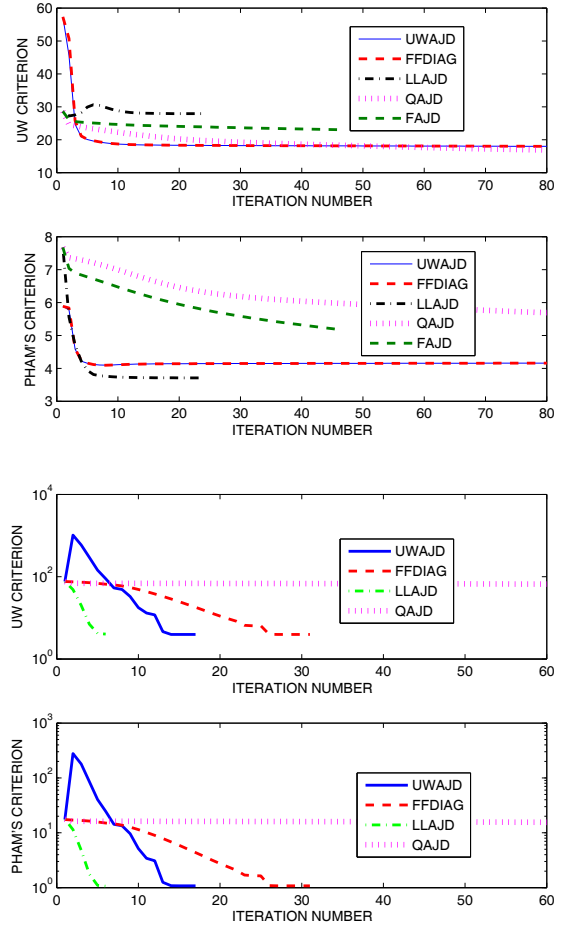 60
50
40
30
20
10
UW CRITERION
UWAJD
FFDIAG
LLAJD
QAJD
FAJD
0 10 20 30 40 50 60 70 80
ITERATION NUMBER
8
7
6
5
4
3
PHAM'S CRITERION
UWAJD
FFDIAG
LLAJD
QAJD
FAJD
0 10 20 30 40 50 60 70 80
ITERATION NUMBER
10^4
10^2
10^0
UW CRITERION
UWAJD
FFDIAG
LLAJD
QAJD
0 10 20 30 40 50 60
ITERATION NUMBER
10^3
10^2
10^1
10^0
PHAM'S CRITERION
UWAJD
FFDIAG
LLAJD
QAJD
0 10 20 30 40 50 60
ITERATION NUMBER